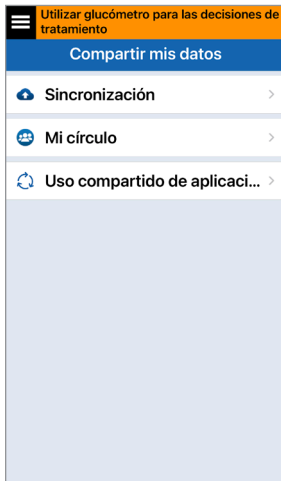 Utilizar glucómetro para las decisiones de
tratamiento
Compartir mis datos
Sincronización
Mi círculo
Uso compartido de aplicaci...